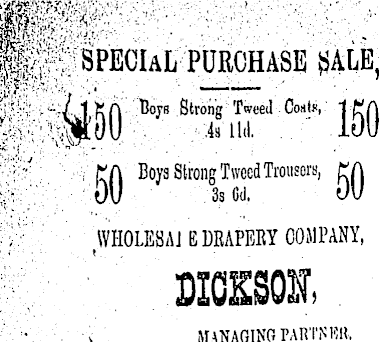 SPECIAL PURCHASE SALE,
150 Boys Strong Tweed Coats, 150
4s 11d.
50 Boys Strong Tweed Trousers, 50
3s 6d.
WHOLESALE DRAPERY COMPANY,
DICKSON,
MANAGING PARTNER.